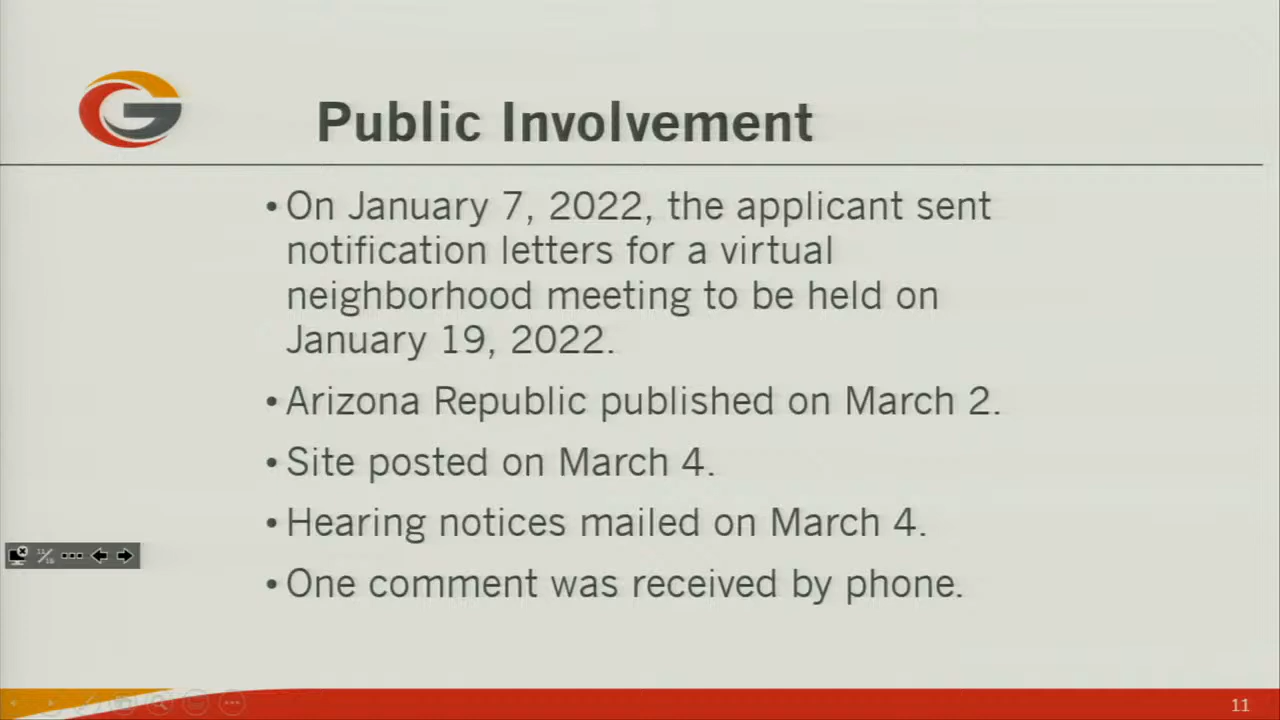 Public Involvement
• On January 7, 2022, the applicant sent
notification letters for a virtual
neighborhood meeting to be held on
January 19, 2022.
• Arizona Republic published on March 2.
• Site posted on March 4.
• Hearing notices mailed on March 4.
• One comment was received by phone.
11